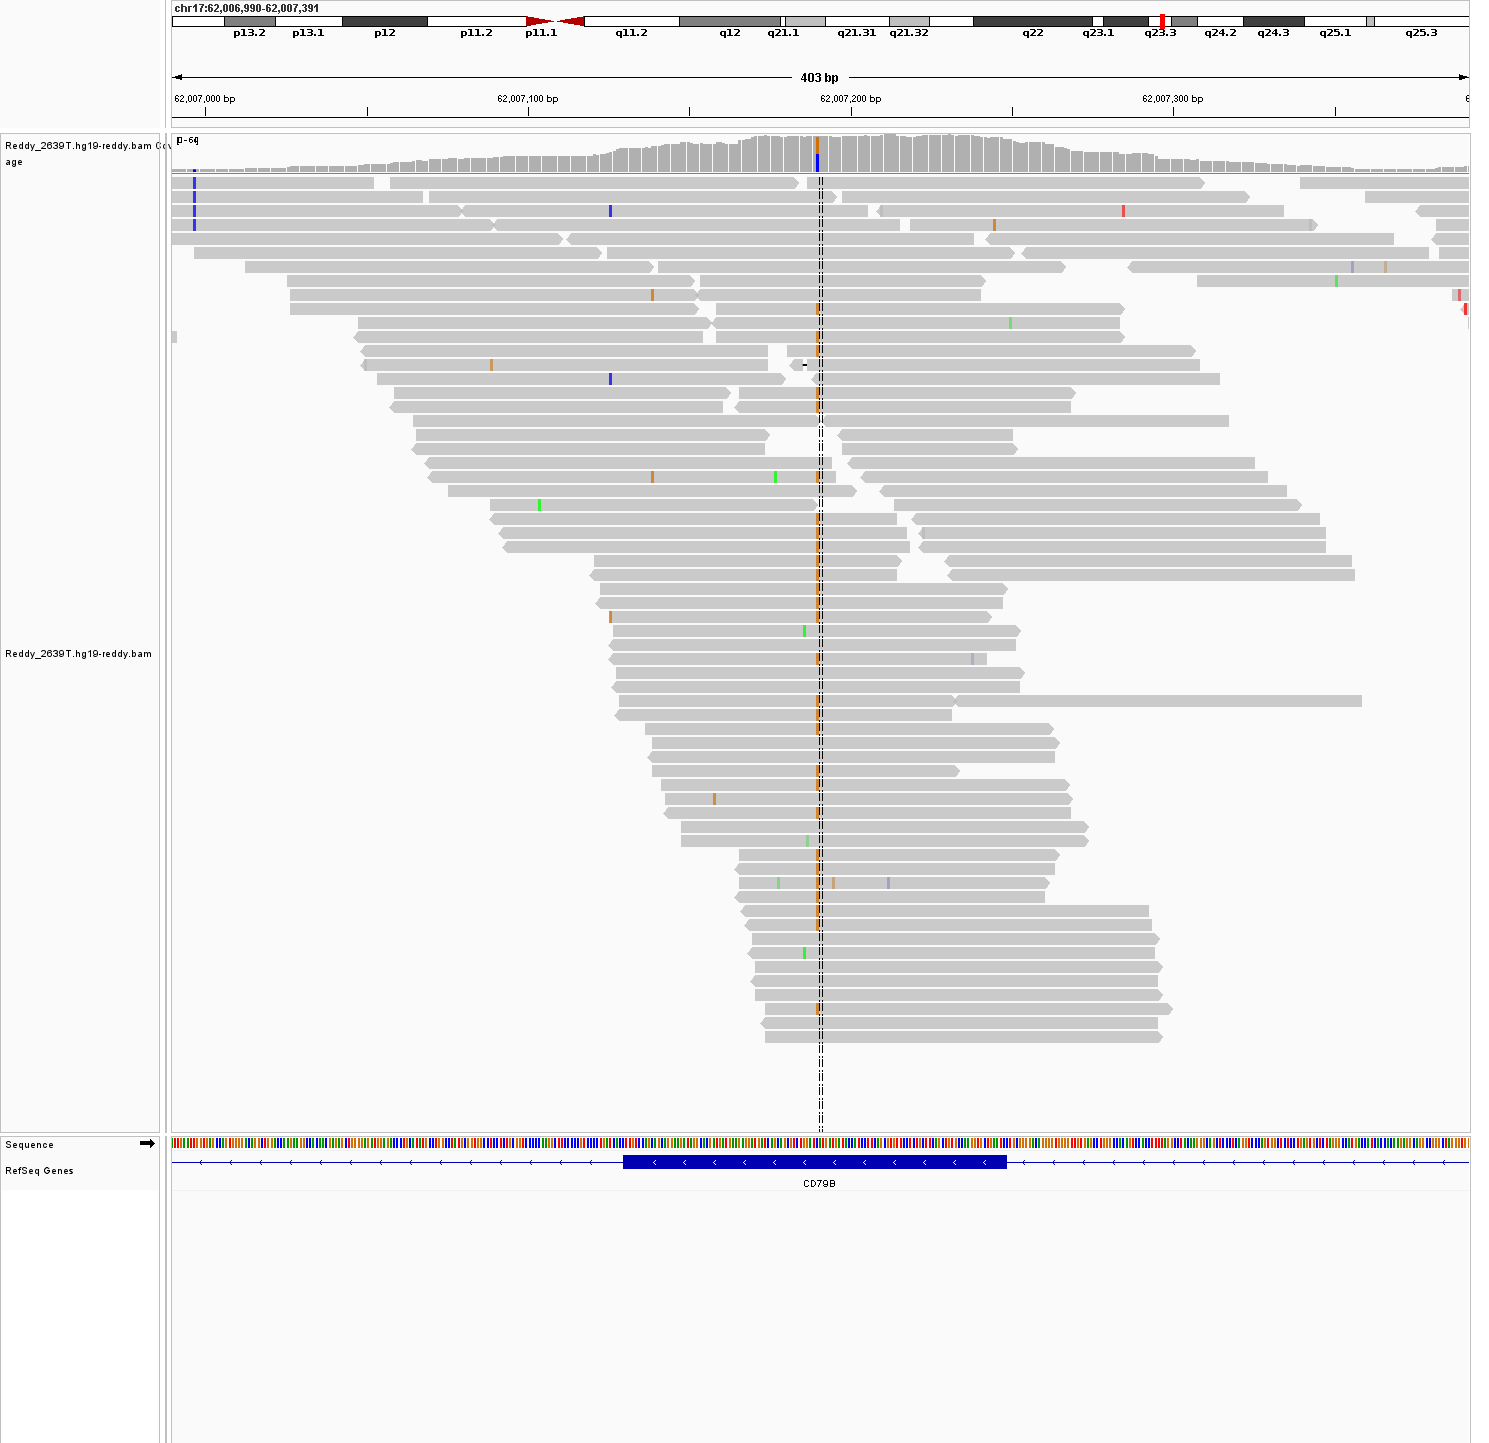 chr17:62,006,990-62,007,391
p13.2 p13.1 p12 p11.2 p11.1 q11.2 q12 q21.1 q21.31 q21.32 q22 q23.1 q23.3 q24.2 q24.3 q25.1 q25.3
403 bp
62,007,000 bp 62,007,100 bp 62,007,200 bp 62,007,300 bp 6
Reddy_2639T.hg19-reddy.bam Cov
age
Reddy_2639T.hg19-reddy.bam
Sequence
RefSeq Genes
CD79B